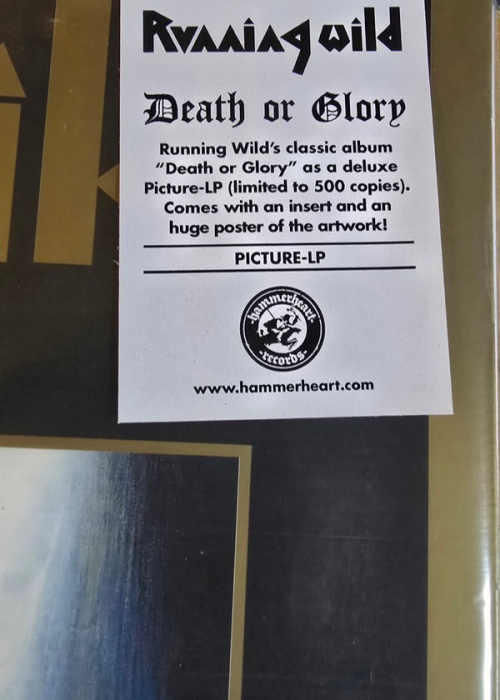 Running Wild
Death or Glory
Running Wild's classic album
"Death or Glory" as a deluxe
Picture-LP (limited to 500 copies).
Comes with an insert and an
huge poster of the artwork!
PICTURE-LP
hammerheart
-records-
www.hammerheart.com